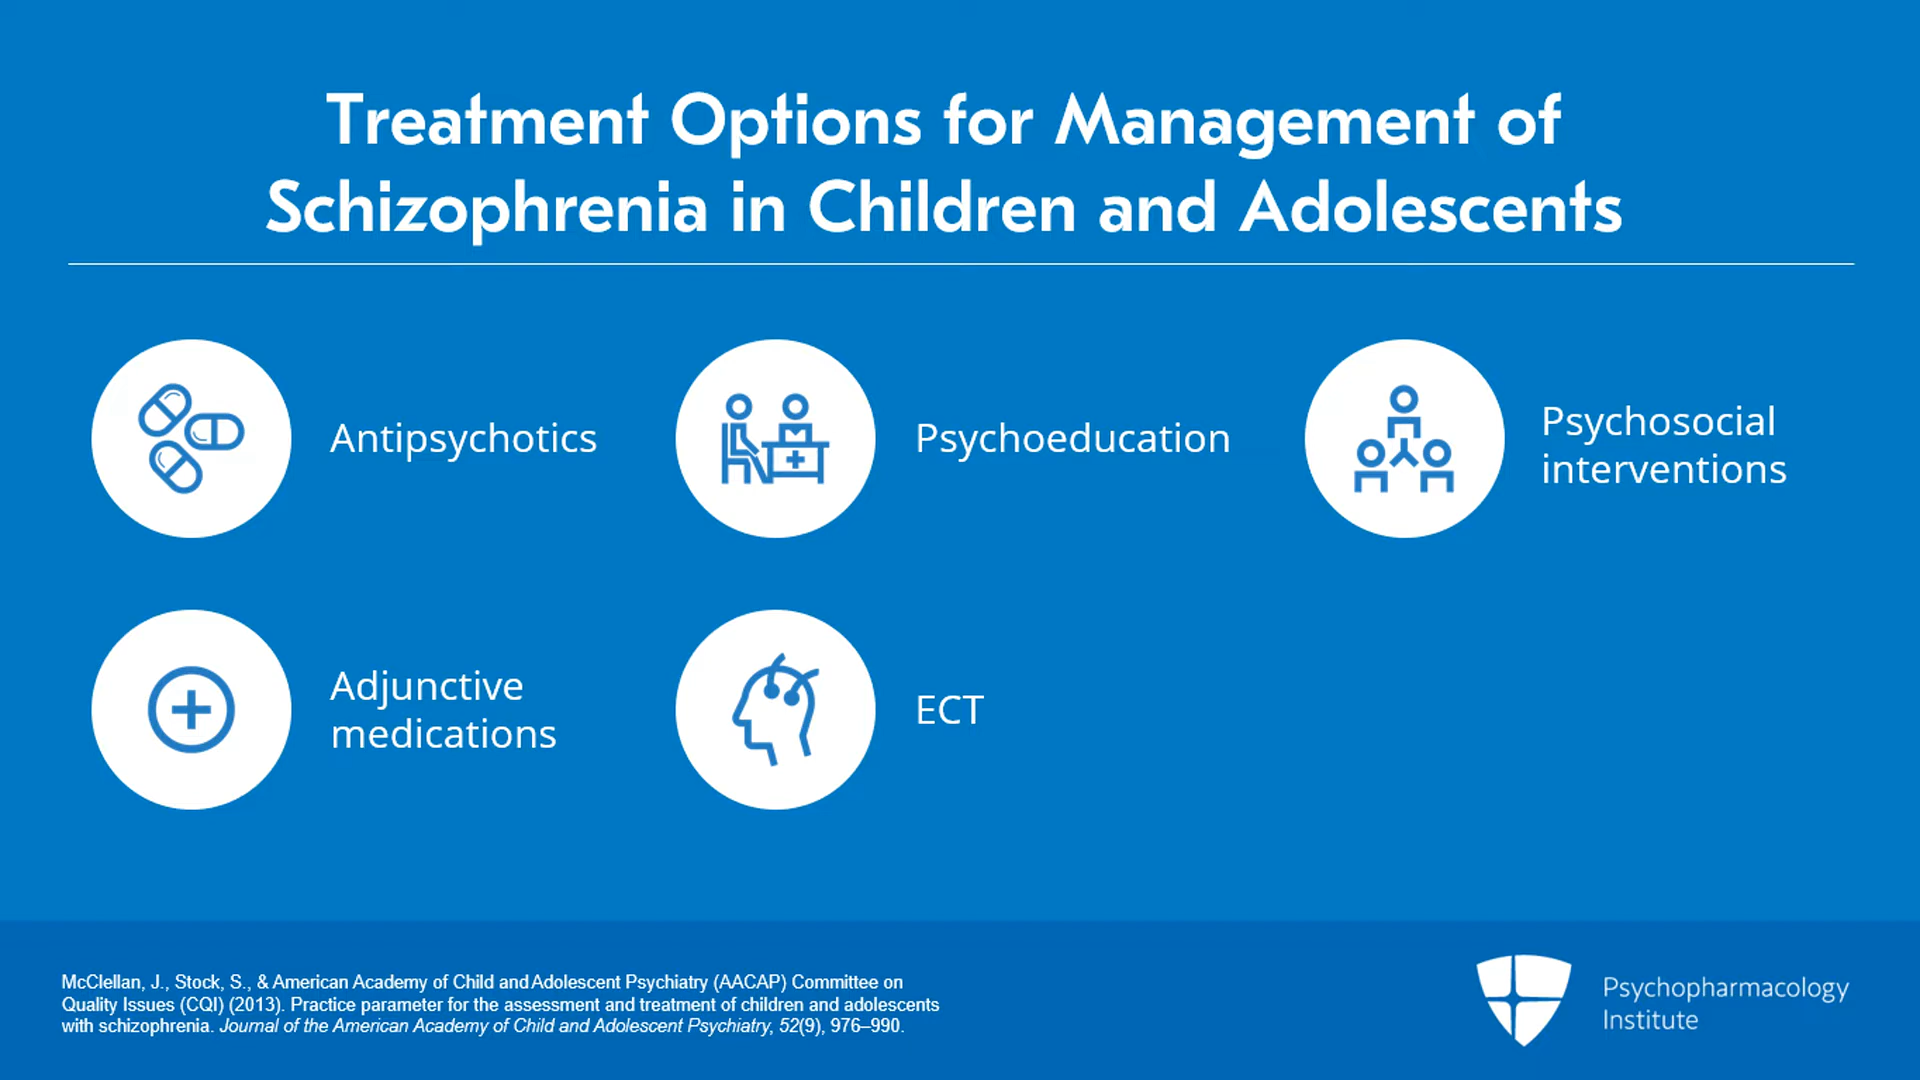 Treatment Options for Management of
Schizophrenia in Children and Adolescents
Antipsychotics
Psychoeducation
Psychosocial
interventions
Adjunctive
medications
ECT
McClellan, J., Stock, S., & American Academy of Child and Adolescent Psychiatry (AACAP) Committee on
Quality Issues (CQI) (2013). Practice parameter for the assessment and treatment of children and adolescents
with schizophrenia. Journal of the American Academy of Child and Adolescent Psychiatry, 52(9), 976–990.
Psychopharmacology
Institute